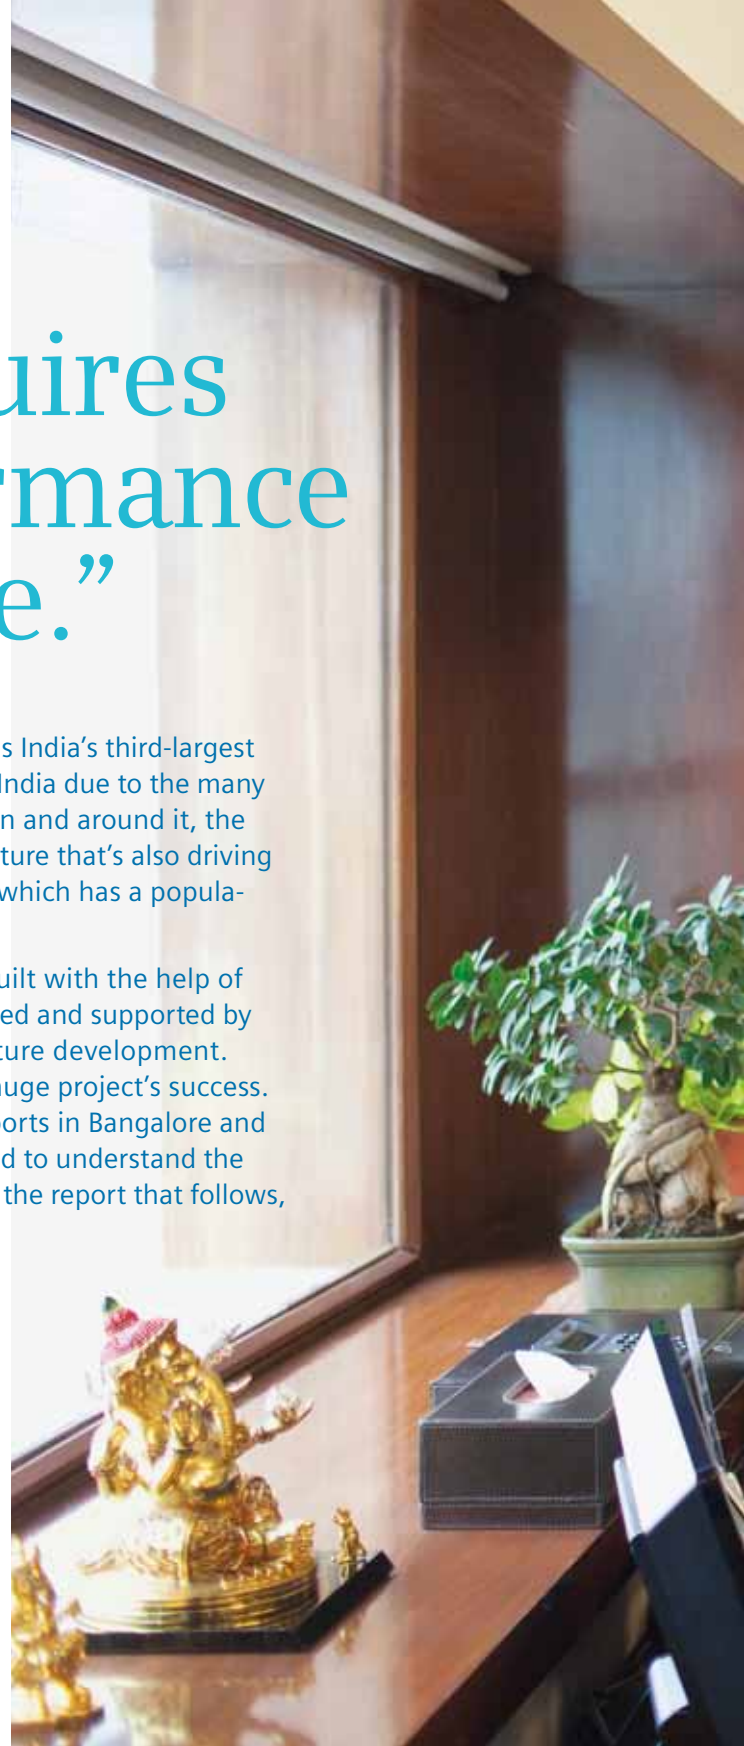 uires
rmance
e.”
s India’s third-largest
India due to the many
n and around it, the
ture that’s also driving
which has a popula-
uilt with the help of
ed and supported by
ture development.
huge project’s success.
ports in Bangalore and
d to understand the
the report that follows,